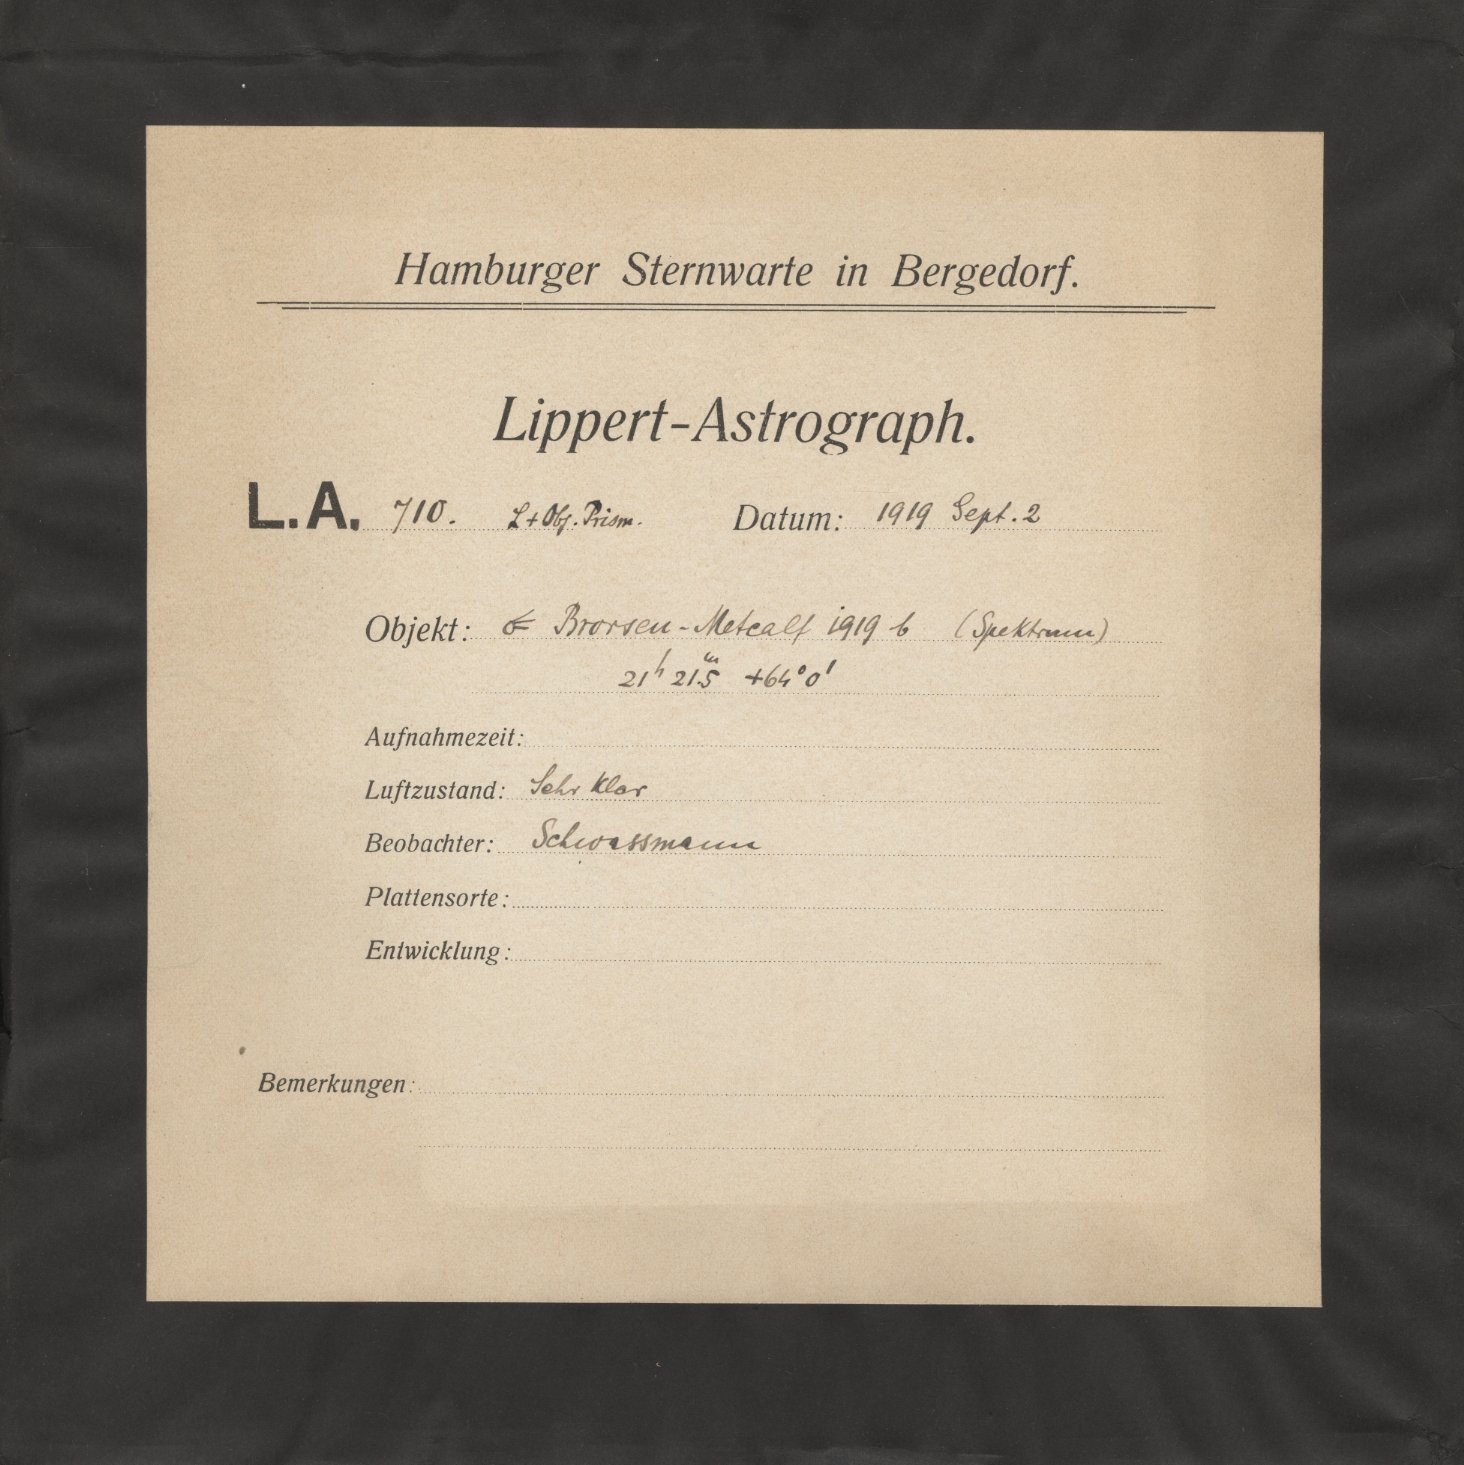 Hamburger Sternwarte in Bergedorf.
Lippert-Astrograph.
L.A. 710. L + Obj. Prism. Datum: 1919 Sept. 2
Objekt: ☄ Brorsen-Metcalf 1919 b (Spektrum)
21ʰ 21.5ᵐ +64° 0'
Aufnahmezeit:
Luftzustand: Sehr klar
Beobachter: Schwassmann
Plattensorte:
Entwicklung:
Bemerkungen: